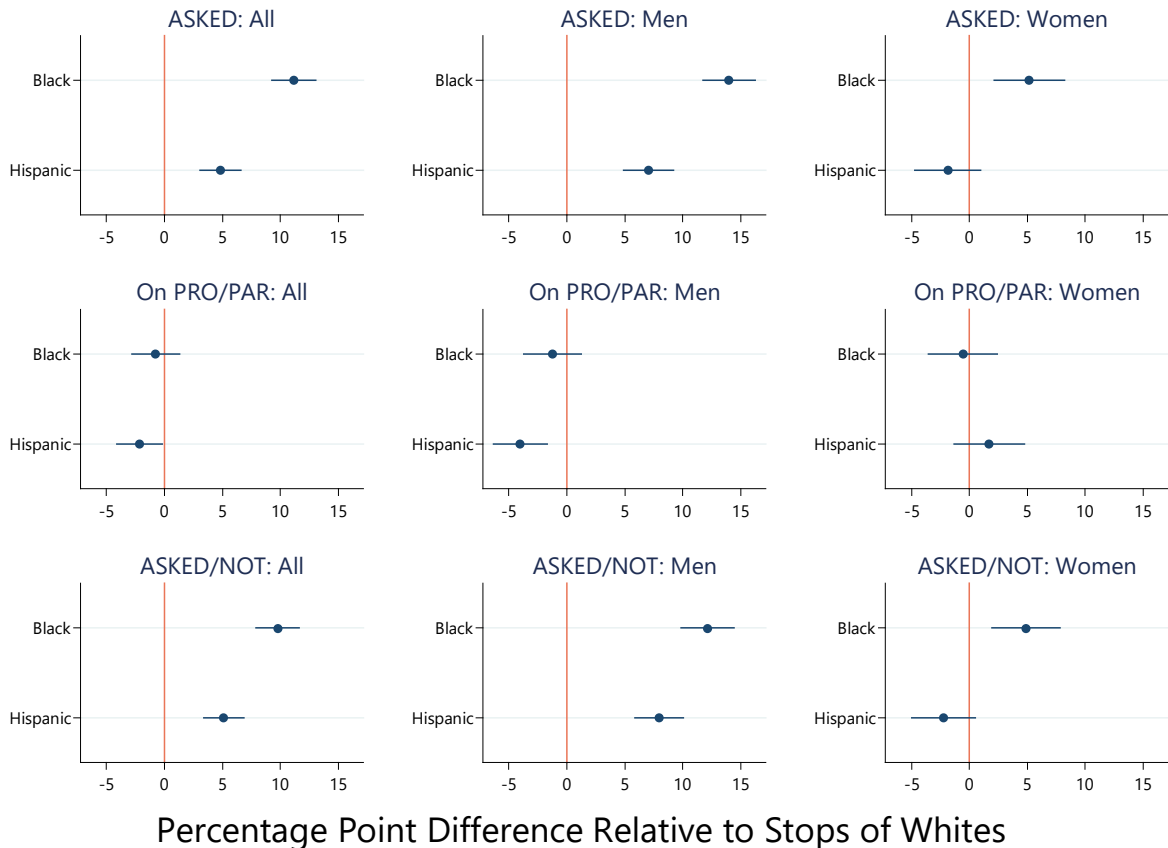 ASKED: All
Black
Hispanic
-5 0 5 10 15
ASKED: Men
Black
Hispanic
-5 0 5 10 15
ASKED: Women
Black
Hispanic
-5 0 5 10 15
On PRO/PAR: All
Black
Hispanic
-5 0 5 10 15
On PRO/PAR: Men
Black
Hispanic
-5 0 5 10 15
On PRO/PAR: Women
Black
Hispanic
-5 0 5 10 15
ASKED/NOT: All
Black
Hispanic
-5 0 5 10 15
ASKED/NOT: Men
Black
Hispanic
-5 0 5 10 15
ASKED/NOT: Women
Black
Hispanic
-5 0 5 10 15
Percentage Point Difference Relative to Stops of Whites